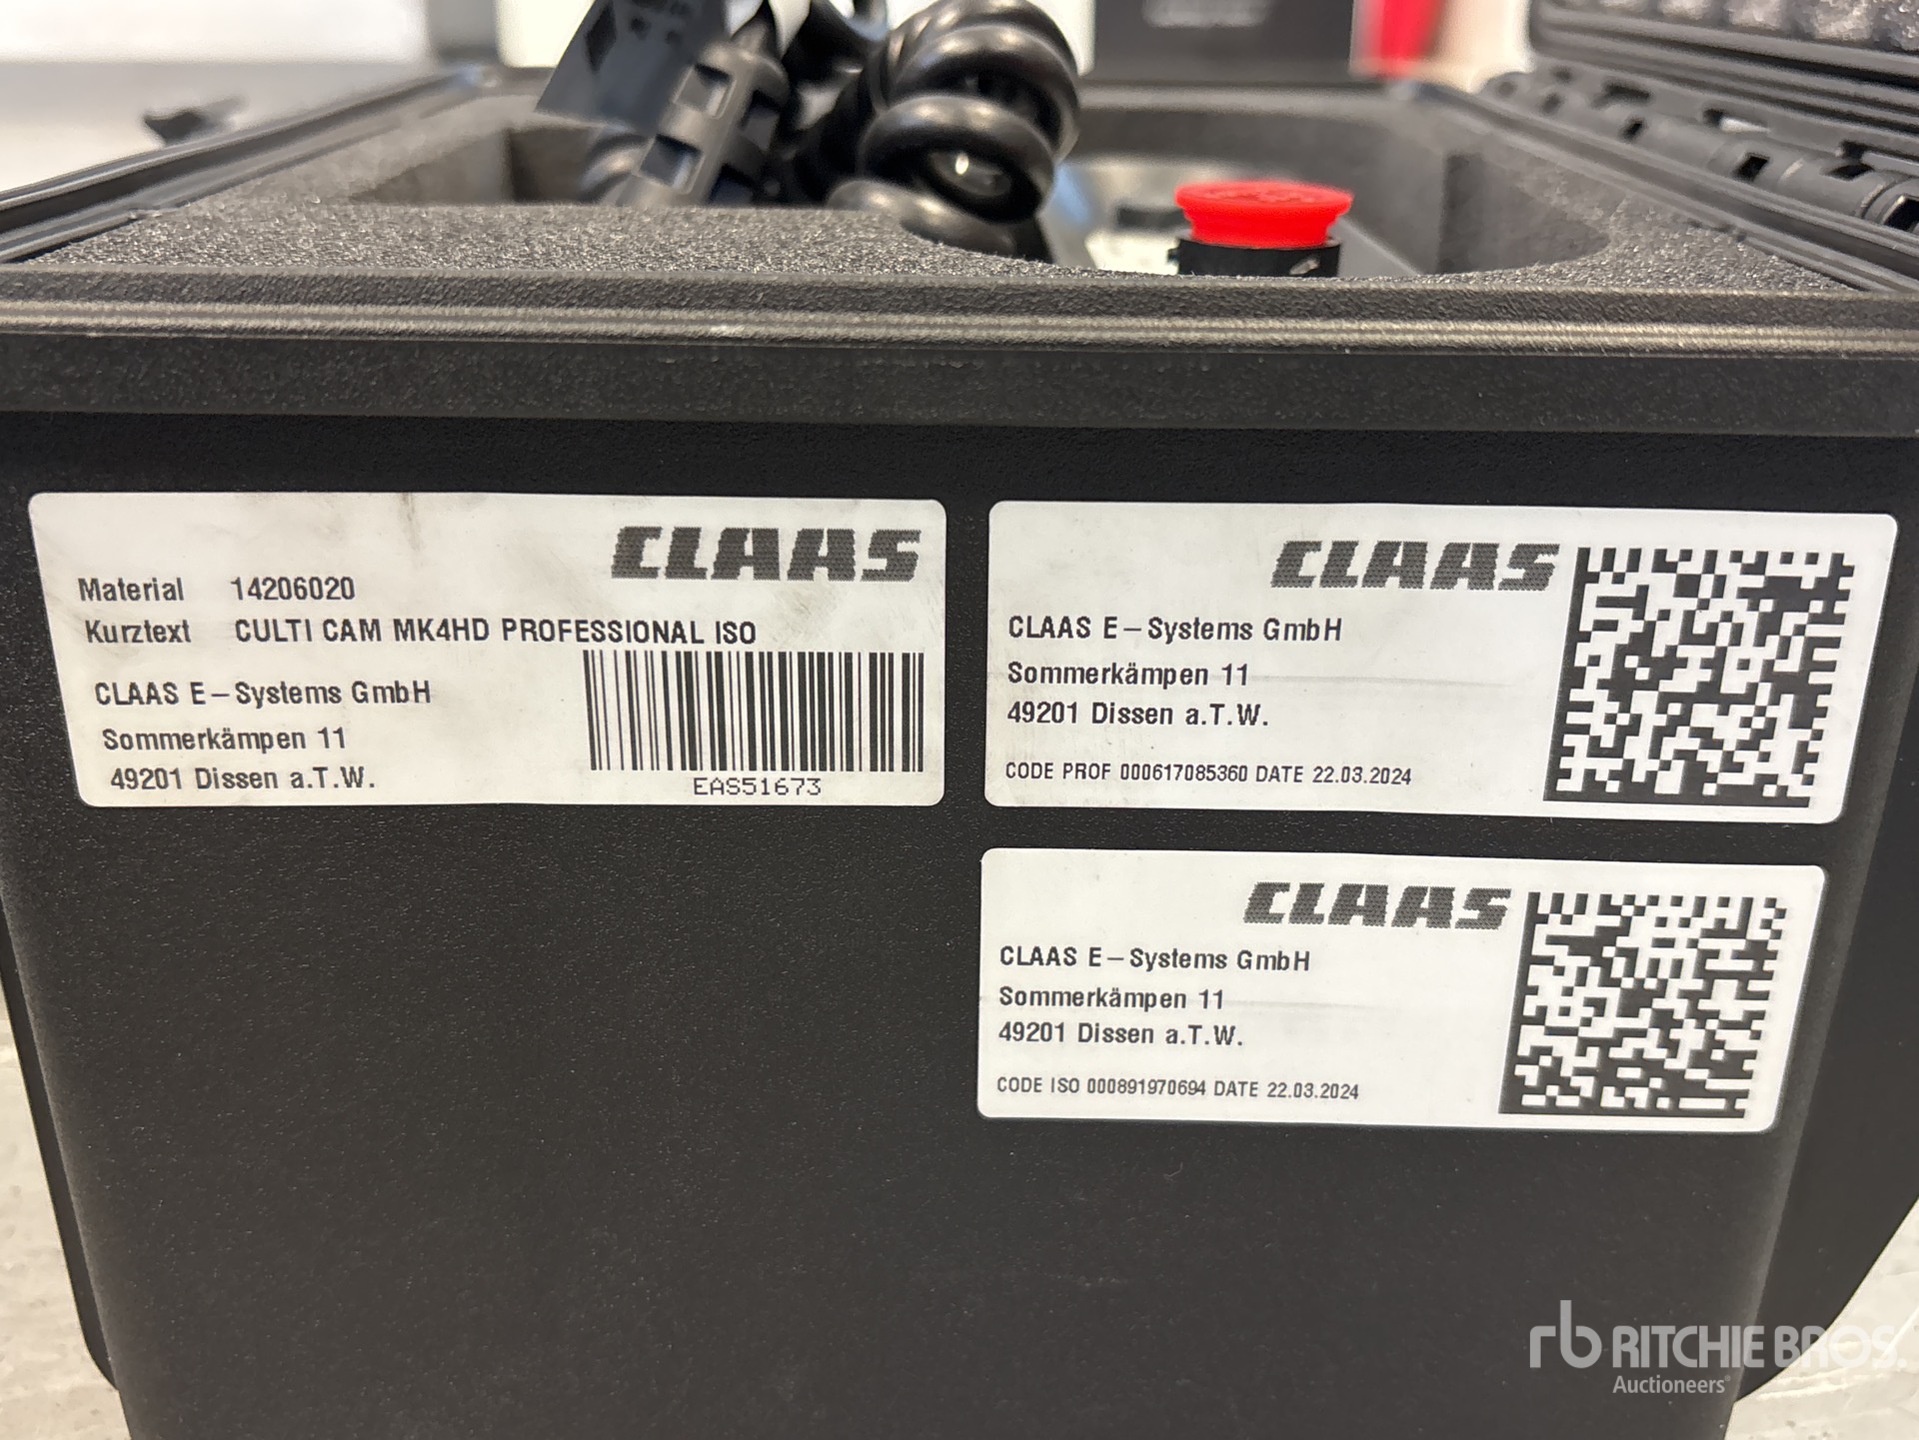 CLAAS
Material 14206020
Kurztext CULTI CAM MK4HD PROFESSIONAL ISO
CLAAS E-Systems GmbH
Sommerkämpen 11
49201 Dissen a.T.W.
EAS51673
CLAAS
CLAAS E-Systems GmbH
Sommerkämpen 11
49201 Dissen a.T.W.
CODE PROF 000617085360 DATE 22.03.2024
CLAAS
CLAAS E-Systems GmbH
Sommerkämpen 11
49201 Dissen a.T.W.
CODE ISO 000891970694 DATE 22.03.2024
rb RITCHIE BROS.
Auctioneers